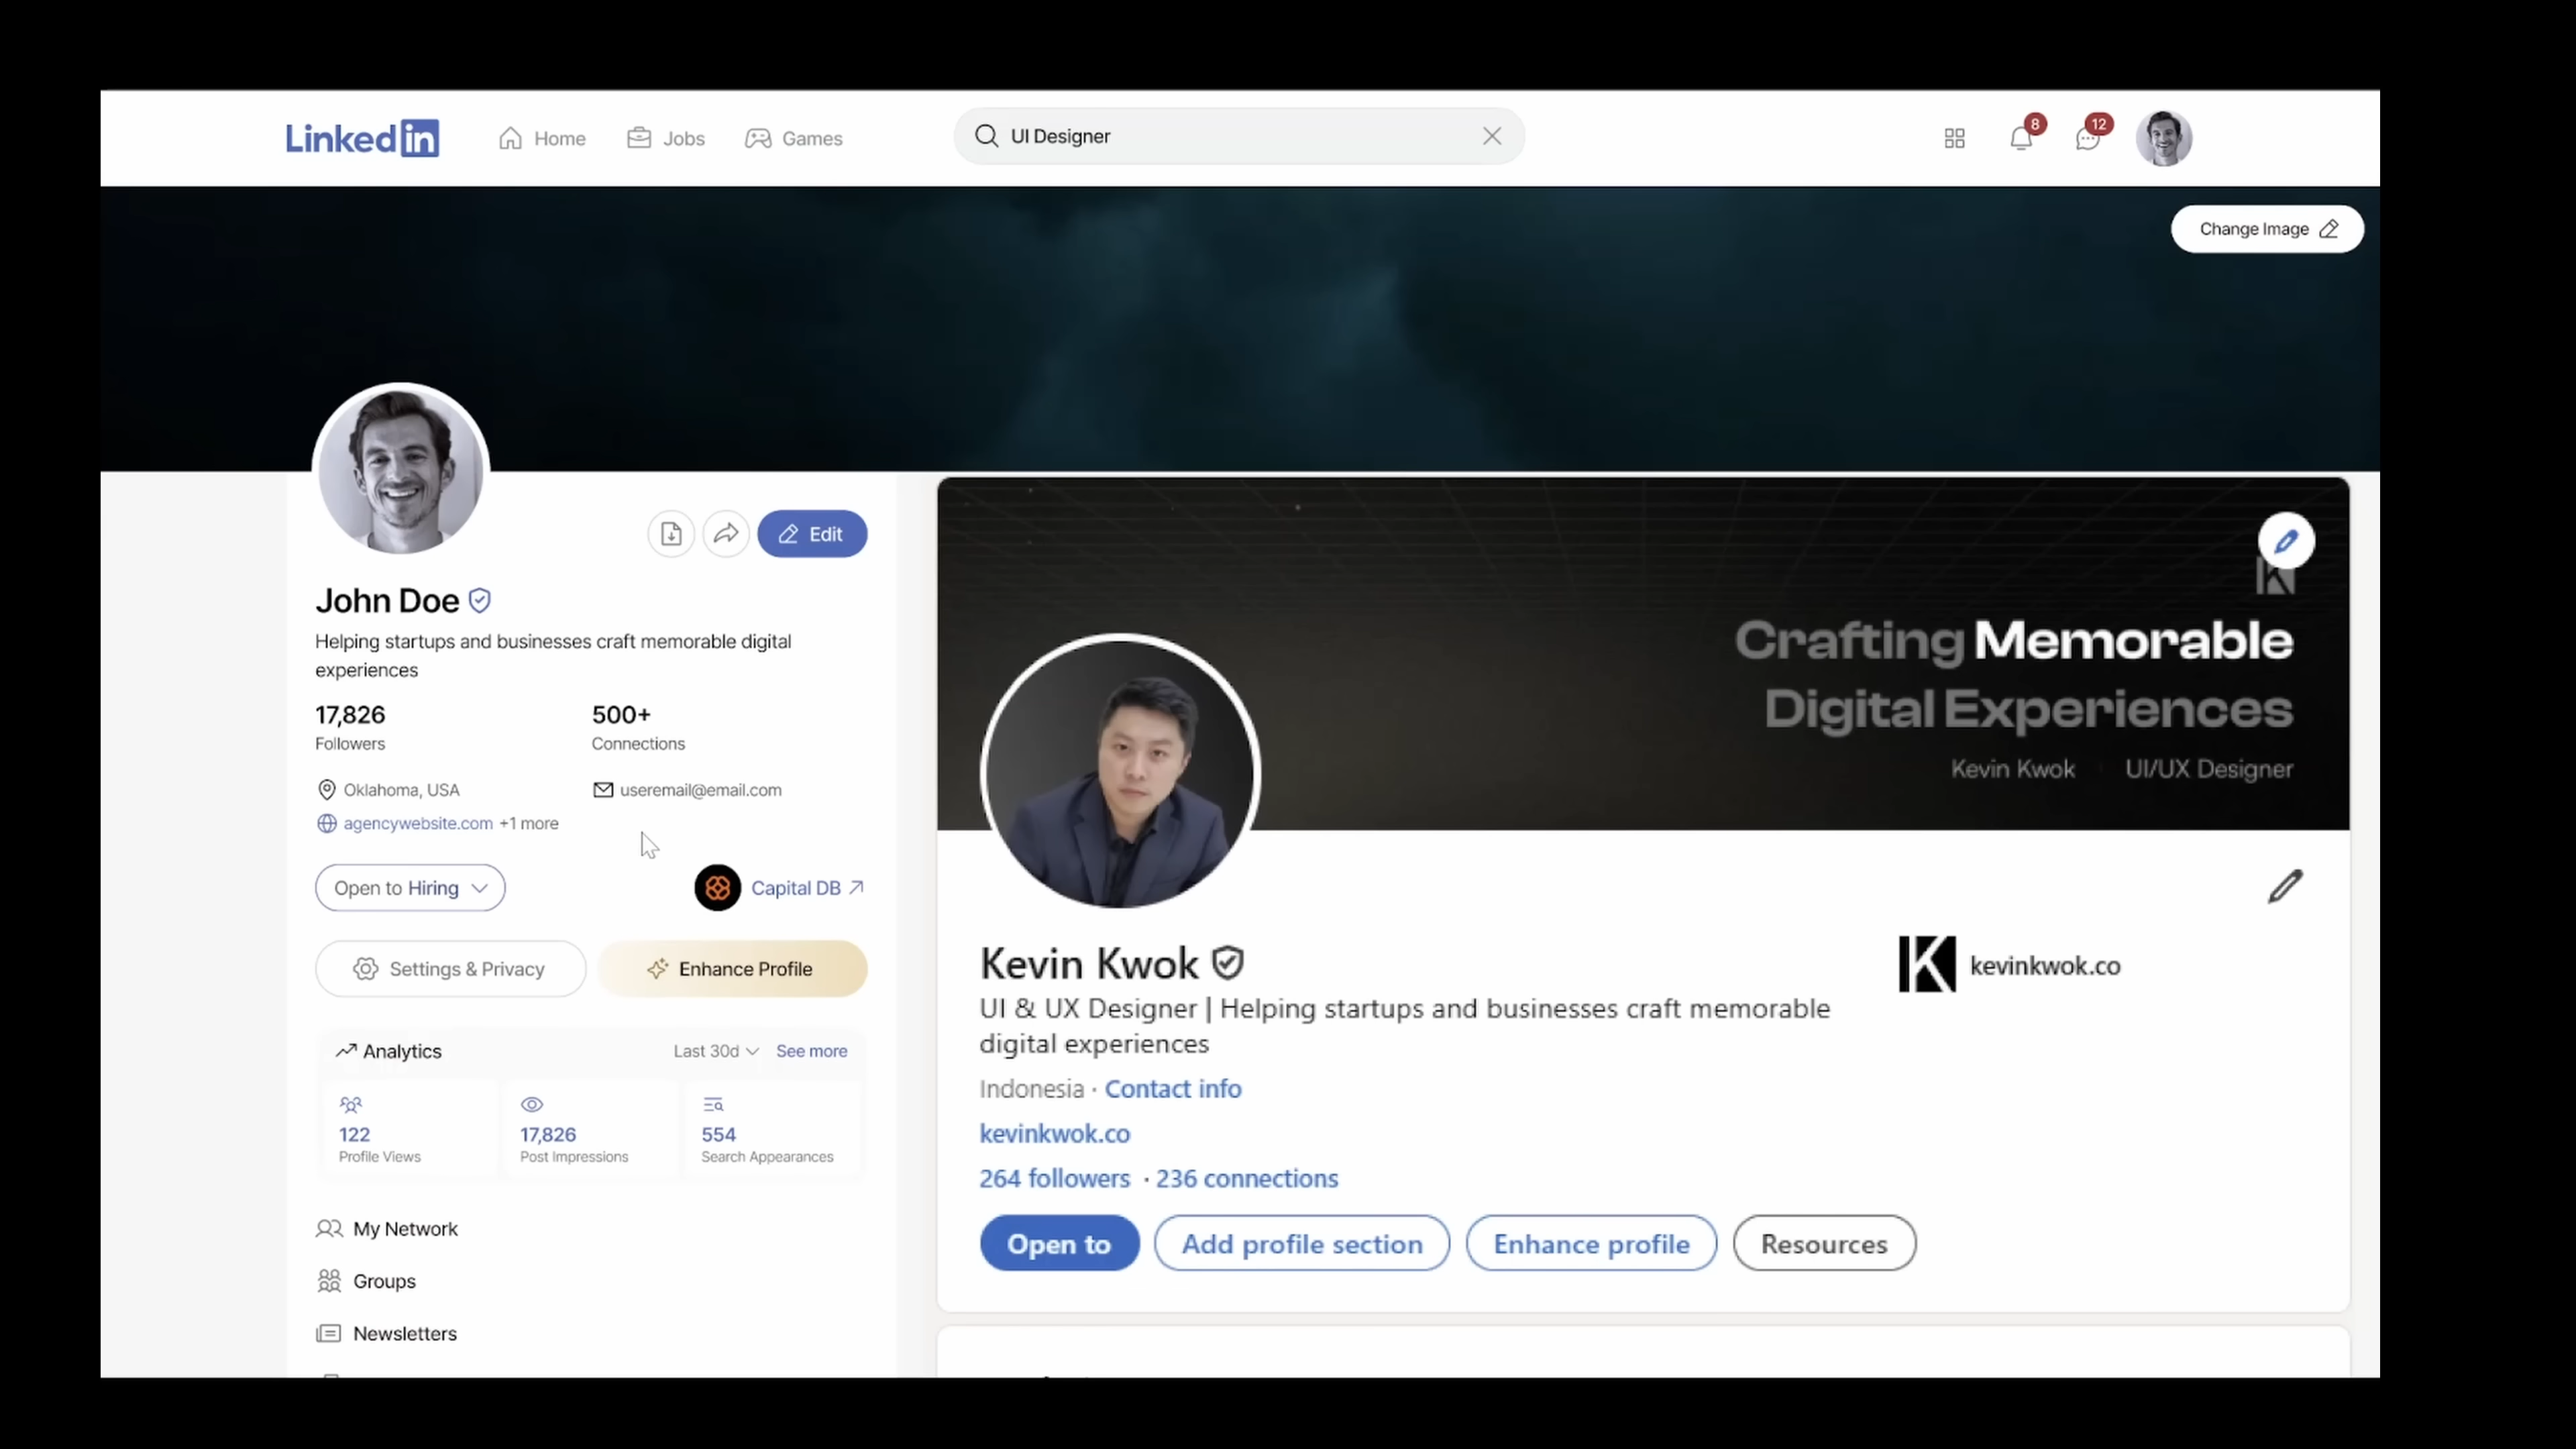 Linked in
Home
Jobs
Games
UI Designer
8
12
Change Image
Edit
John Doe
Helping startups and businesses craft memorable digital
experiences
17,826
Followers
500+
Connections
Oklahoma, USA
useremail@email.com
agencywebsite.com +1 more
Open to Hiring
Capital DB
Settings & Privacy
Enhance Profile
Analytics
Last 30d
See more
122
Profile Views
17,826
Post Impressions
554
Search Appearances
My Network
Groups
Newsletters
K
Crafting Memorable
Digital Experiences
Kevin Kwok
UI/UX Designer
Kevin Kwok
K kevinkwok.co
UI & UX Designer | Helping startups and businesses craft memorable
digital experiences
Indonesia · Contact info
kevinkwok.co
264 followers · 236 connections
Open to
Add profile section
Enhance profile
Resources